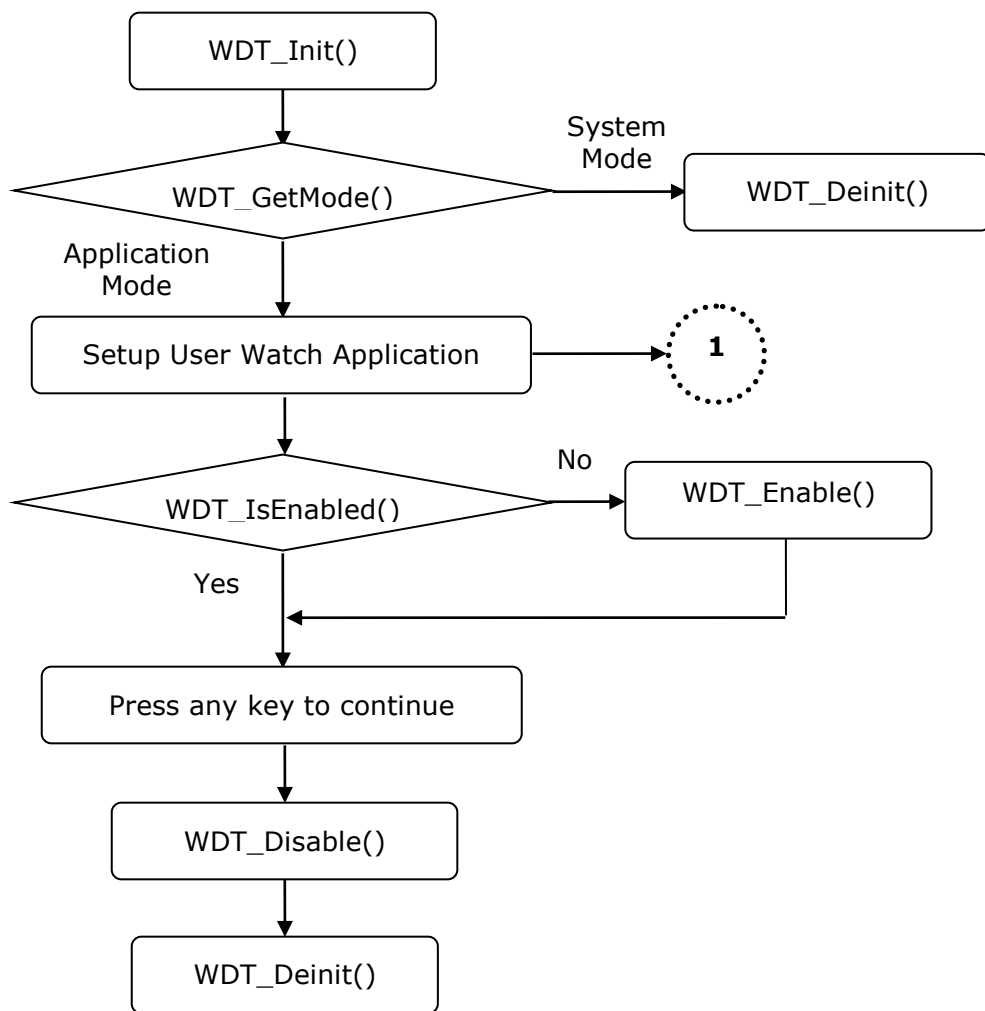 WDT_Init()
System
Mode
WDT_GetMode()
WDT_Deinit()
Application
Mode
Setup User Watch Application
1
No
WDT_IsEnabled()
WDT_Enable()
Yes
Press any key to continue
WDT_Disable()
WDT_Deinit()